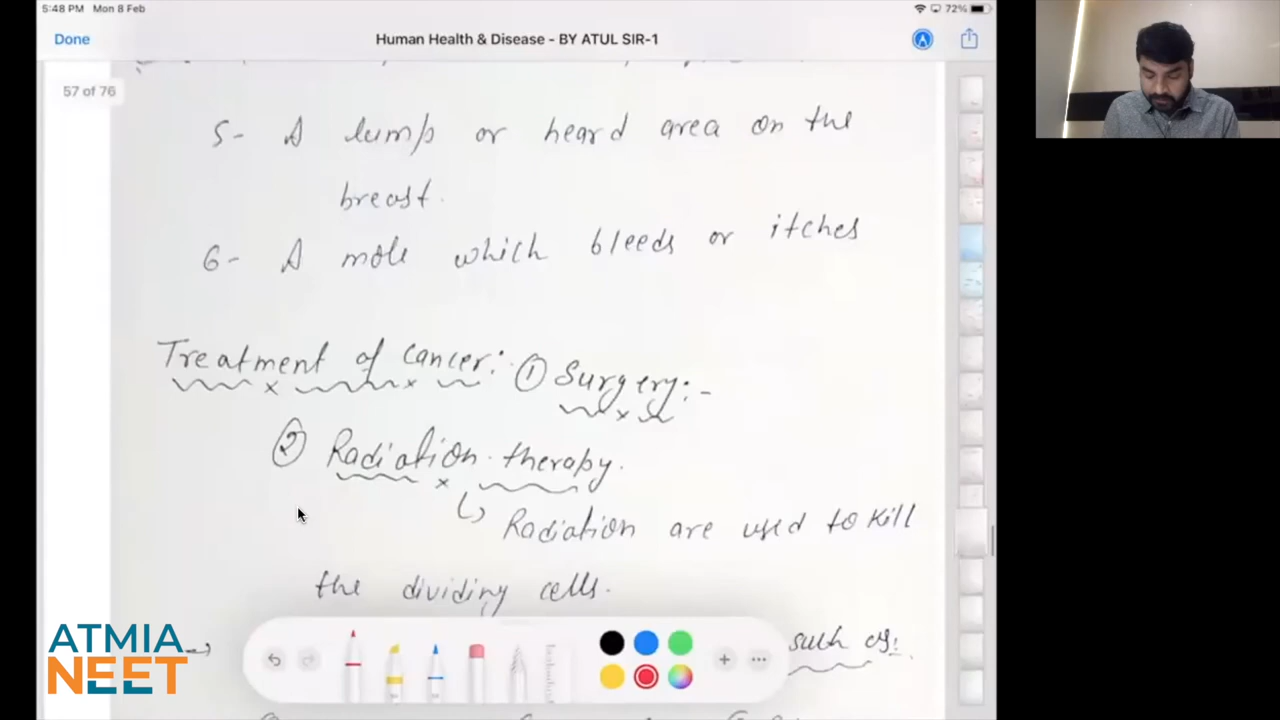 5:48 PM Mon 8 Feb
72%
Done
Human Health & Disease - BY ATUL SIR-1
57 of 76
5- A lump or heard area on the
breast.
6- A mole which bleeds or itches
Treatment of cancer: ① Surgery:-
② Radiation therapy.
Radiation are used to kill
the dividing cells.
such as:
ATMIA
NEET